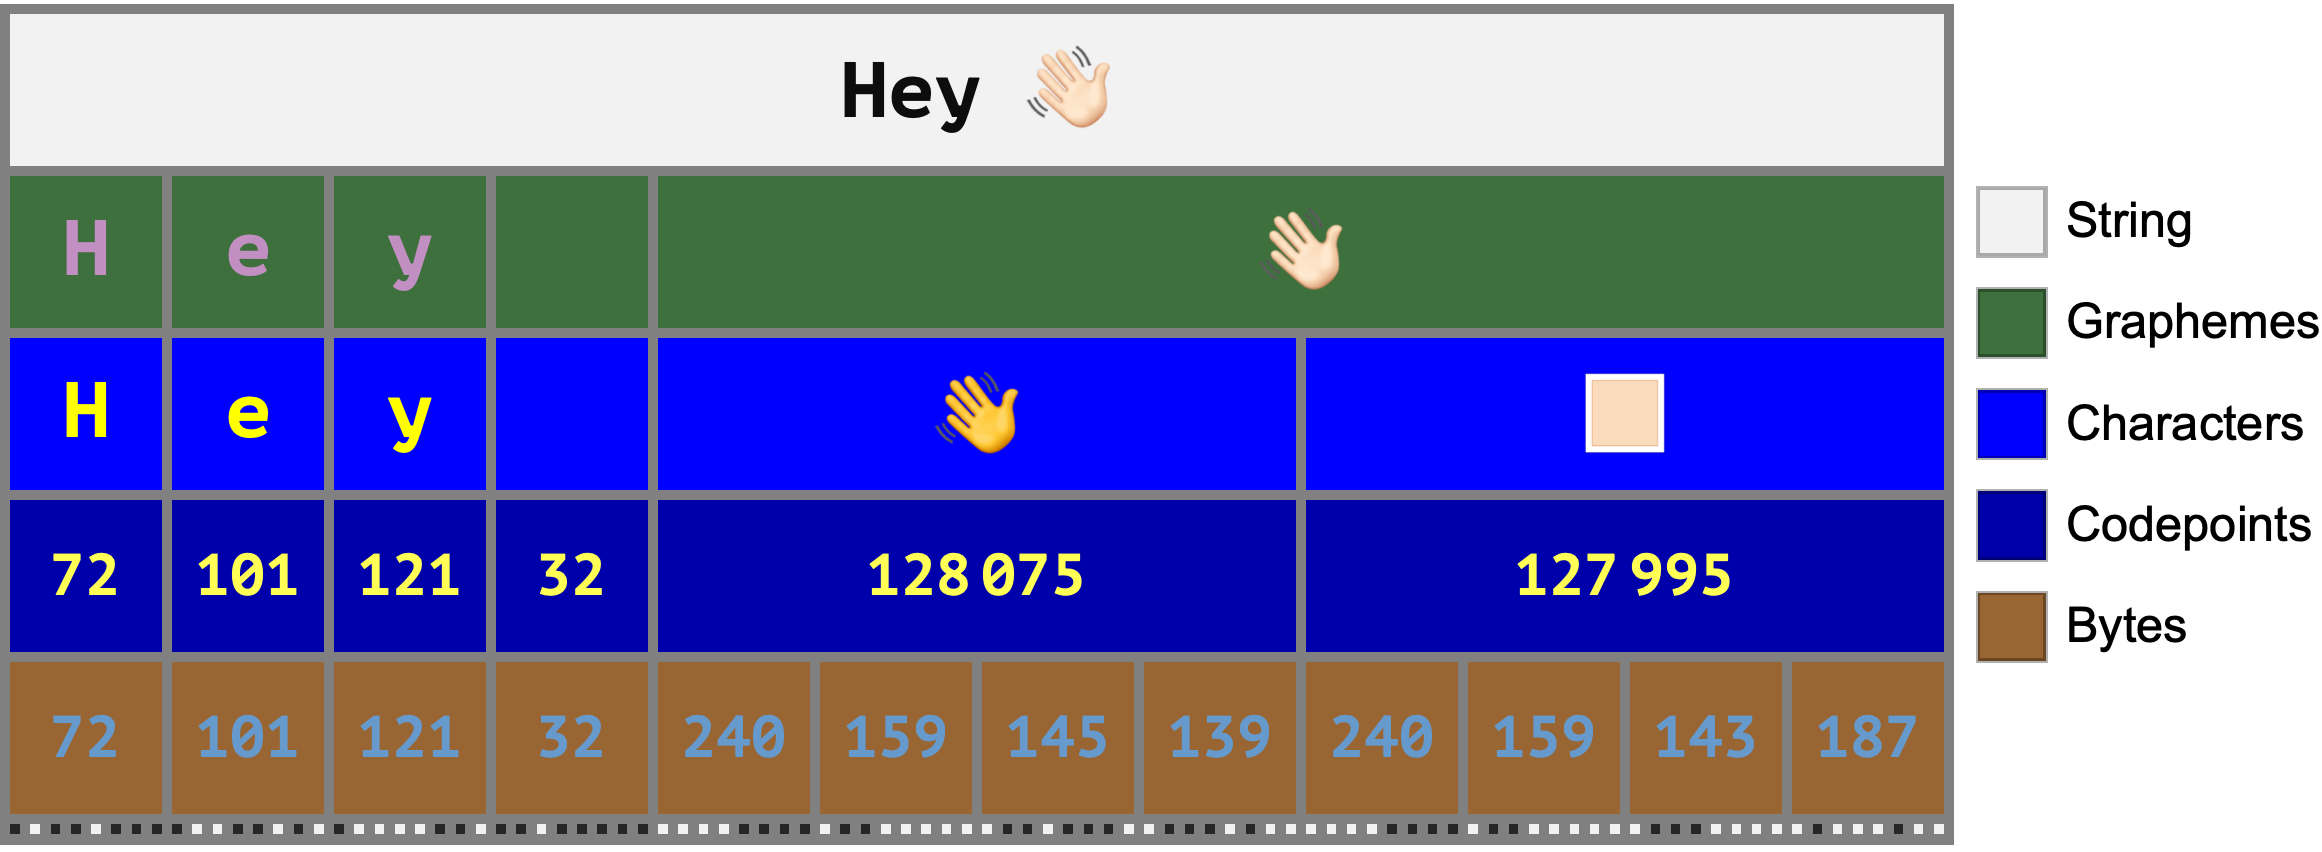 Hey 👋🏻
H e y 👋🏻
H e y 👋 🏻
72 101 121 32 128 075 127 995
72 101 121 32 240 159 145 139 240 159 143 187
String
Graphemes
Characters
Codepoints
Bytes